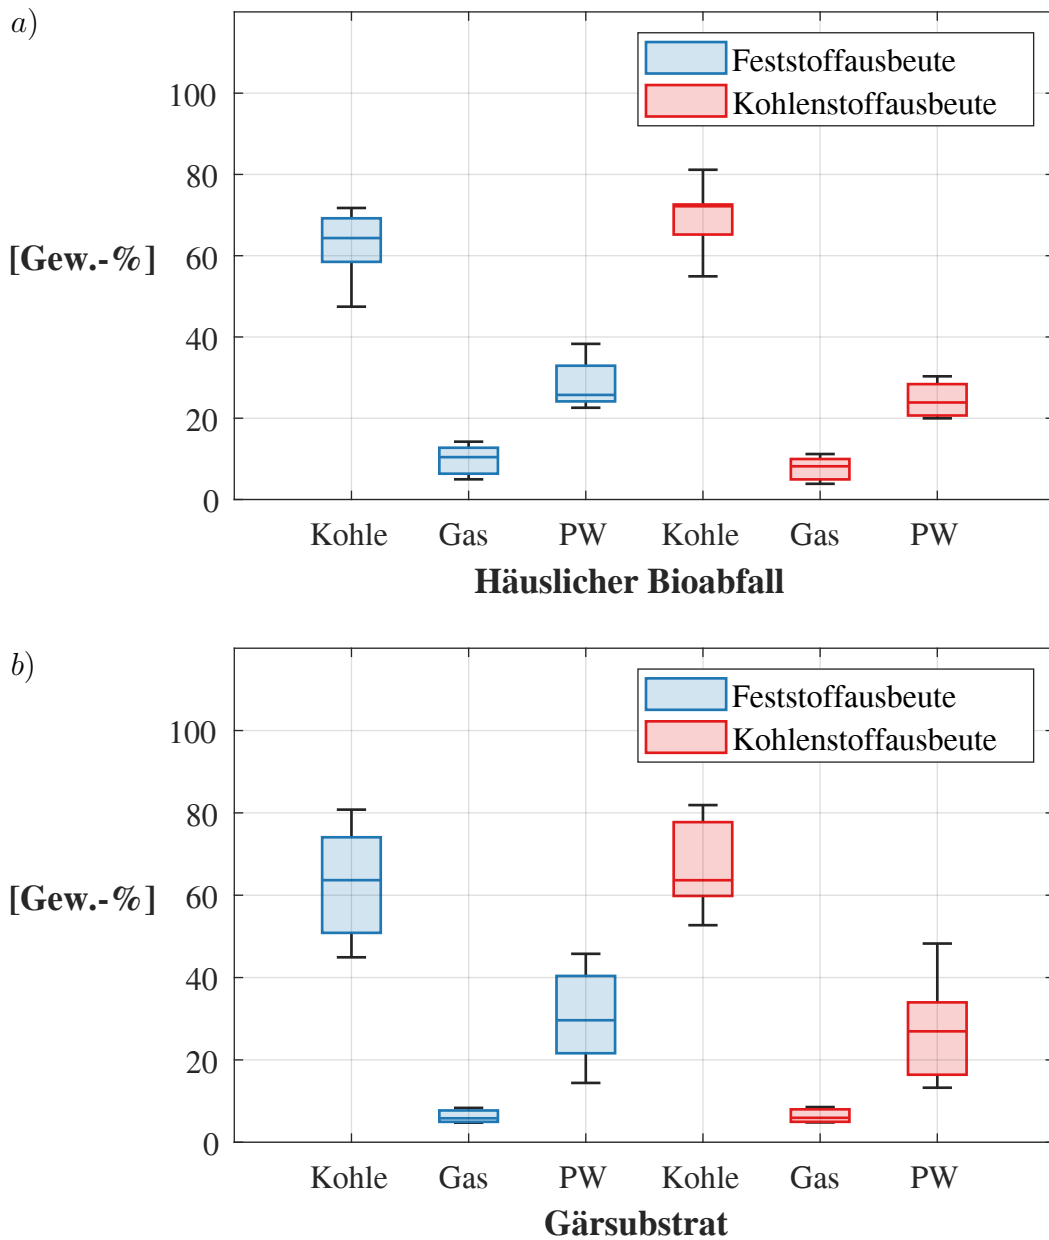 a)
Feststoffausbeute
Kohlenstoffausbeute
100
80
60
40
20
0
[Gew.-%]
Kohle Gas PW Kohle Gas PW
Häuslicher Bioabfall
b)
Feststoffausbeute
Kohlenstoffausbeute
100
80
60
40
20
0
[Gew.-%]
Kohle Gas PW Kohle Gas PW
Gärsubstrat